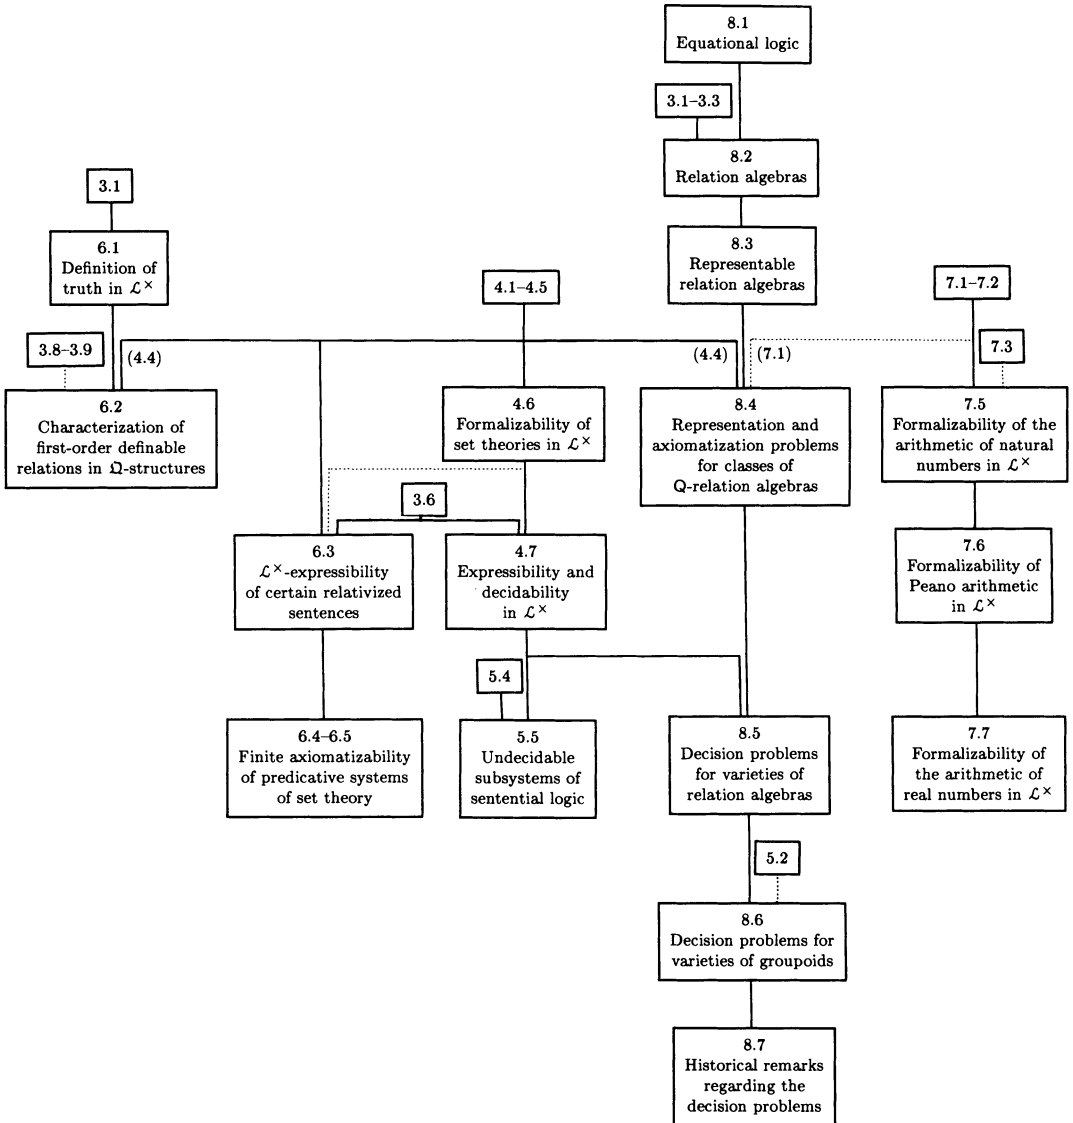 8.1
Equational logic
3.1–3.3
8.2
Relation algebras
3.1
6.1
Definition of
truth in ℒ×
8.3
Representable
relation algebras
4.1–4.5
7.1–7.2
3.8–3.9
(4.4)
(4.4)
(7.1)
7.3
6.2
Characterization of
first-order definable
relations in 𝔔-structures
4.6
Formalizability of
set theories in ℒ×
8.4
Representation and
axiomatization problems
for classes of
Q-relation algebras
7.5
Formalizability of the
arithmetic of natural
numbers in ℒ×
3.6
6.3
ℒ×-expressibility
of certain relativized
sentences
4.7
Expressibility and
decidability
in ℒ×
7.6
Formalizability of
Peano arithmetic
in ℒ×
5.4
6.4–6.5
Finite axiomatizability
of predicative systems
of set theory
5.5
Undecidable
subsystems of
sentential logic
8.5
Decision problems
for varieties of
relation algebras
7.7
Formalizability of
the arithmetic of
real numbers in ℒ×
5.2
8.6
Decision problems for
varieties of groupoids
8.7
Historical remarks
regarding the
decision problems